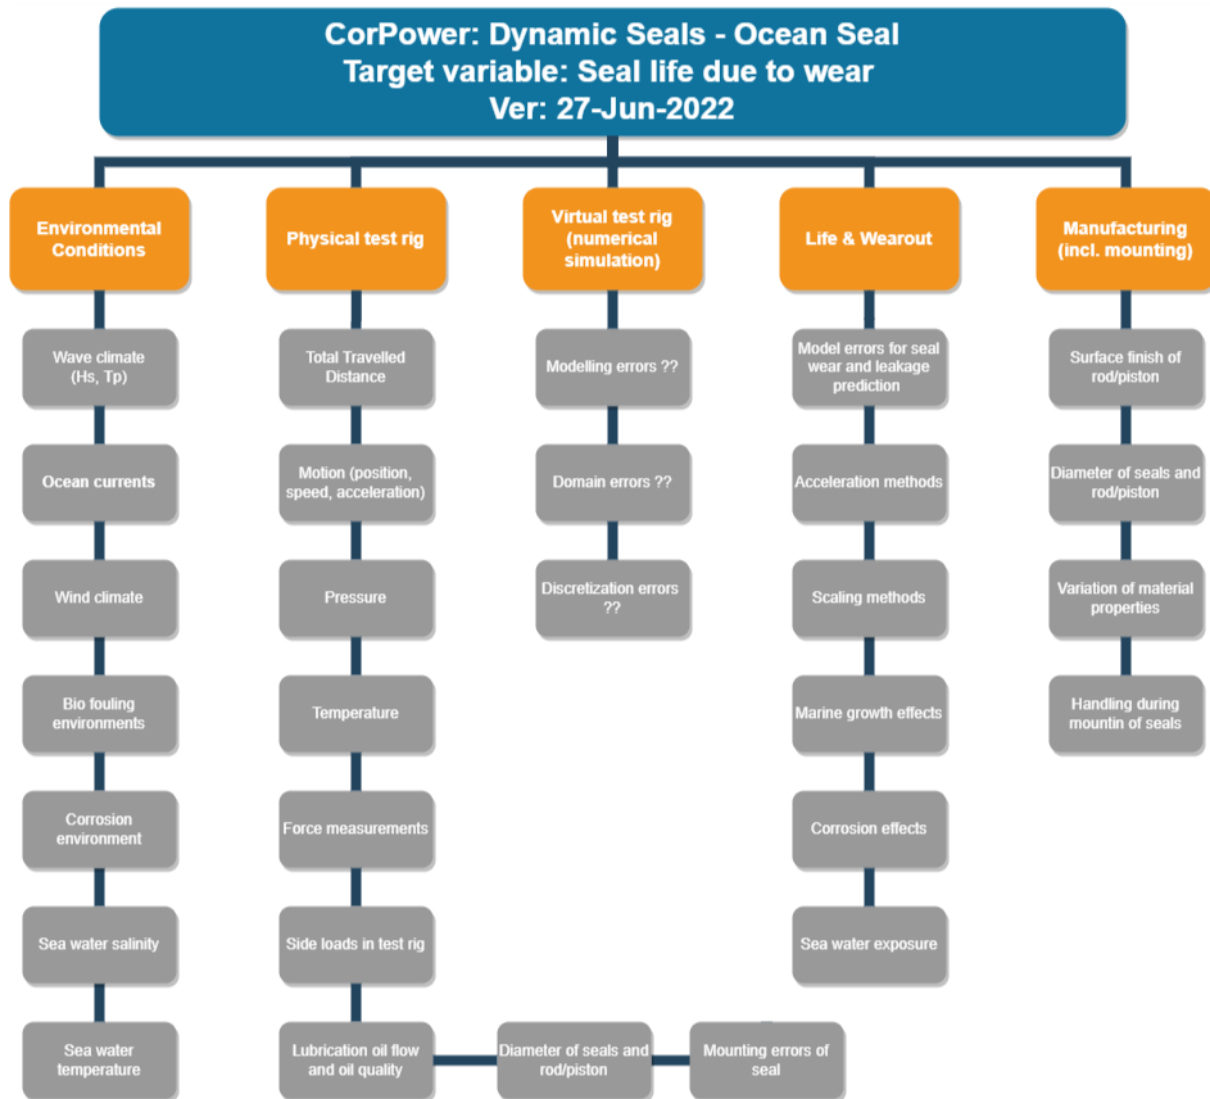 CorPower: Dynamic Seals - Ocean Seal
Target variable: Seal life due to wear
Ver: 27-Jun-2022
Environmental
Conditions
Wave climate
(Hs, Tp)
Ocean currents
Wind climate
Bio fouling
environments
Corrosion
environment
Sea water salinity
Sea water
temperature
Physical test rig
Total Travelled
Distance
Motion (position,
speed, acceleration)
Pressure
Temperature
Force measurements
Side loads in test rig
Lubrication oil flow
and oil quality
Diameter of seals and
rod/piston
Mounting errors of
seal
Virtual test rig
(numerical
simulation)
Modelling errors ??
Domain errors ??
Discretization errors
??
Life & Wearout
Model errors for seal
wear and leakage
prediction
Acceleration methods
Scaling methods
Marine growth effects
Corrosion effects
Sea water exposure
Manufacturing
(incl. mounting)
Surface finish of
rod/piston
Diameter of seals and
rod/piston
Variation of material
properties
Handling during
mountin of seals